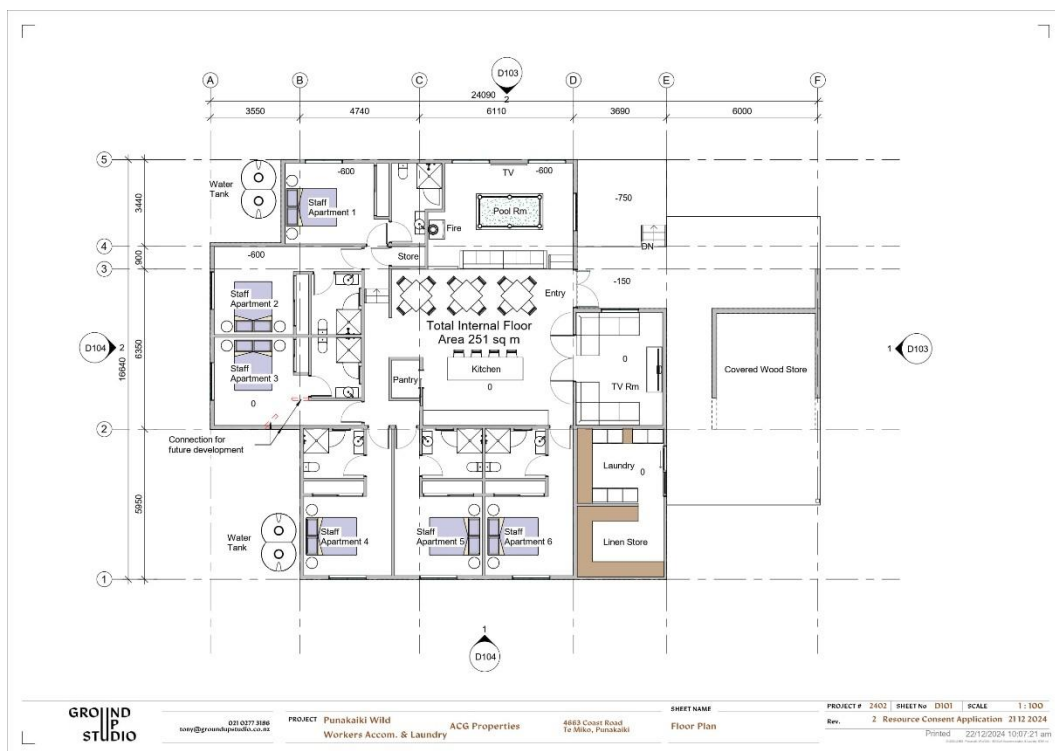 D103
2
A
B
C
D
E
F
24090
3550
4740
6110
3690
6000
5
4
3
2
1
3440
900
6350
5950
16640
Water
Tank
-600
Staff
Apartment 1
TV
-600
Pool Rm
Fire
-750
DN
Store
-600
-150
Entry
Staff
Apartment 2
Total Internal Floor
Area 251 sq m
D104
2
1
D103
Staff
Apartment 3
0
Pantry
Kitchen
0
0
TV Rm
Covered Wood Store
Connection for
future development
Laundry
0
Water
Tank
Staff
Apartment 4
Staff
Apartment 5
Staff
Apartment 6
Linen Store
1
D104
GROUND
UP
STUDIO
021 0277 3186
tony@groundupstudio.co.nz
PROJECT Punakaiki Wild
Workers Accom. & Laundry
ACG Properties
4663 Coast Road
Te Miko, Punakaiki
SHEET NAME
Floor Plan
PROJECT # 2402 SHEET No D101 SCALE 1 : 100
Rev. 2 Resource Consent Application 21 12 2024
Printed 22/12/2024 10:07:21 am